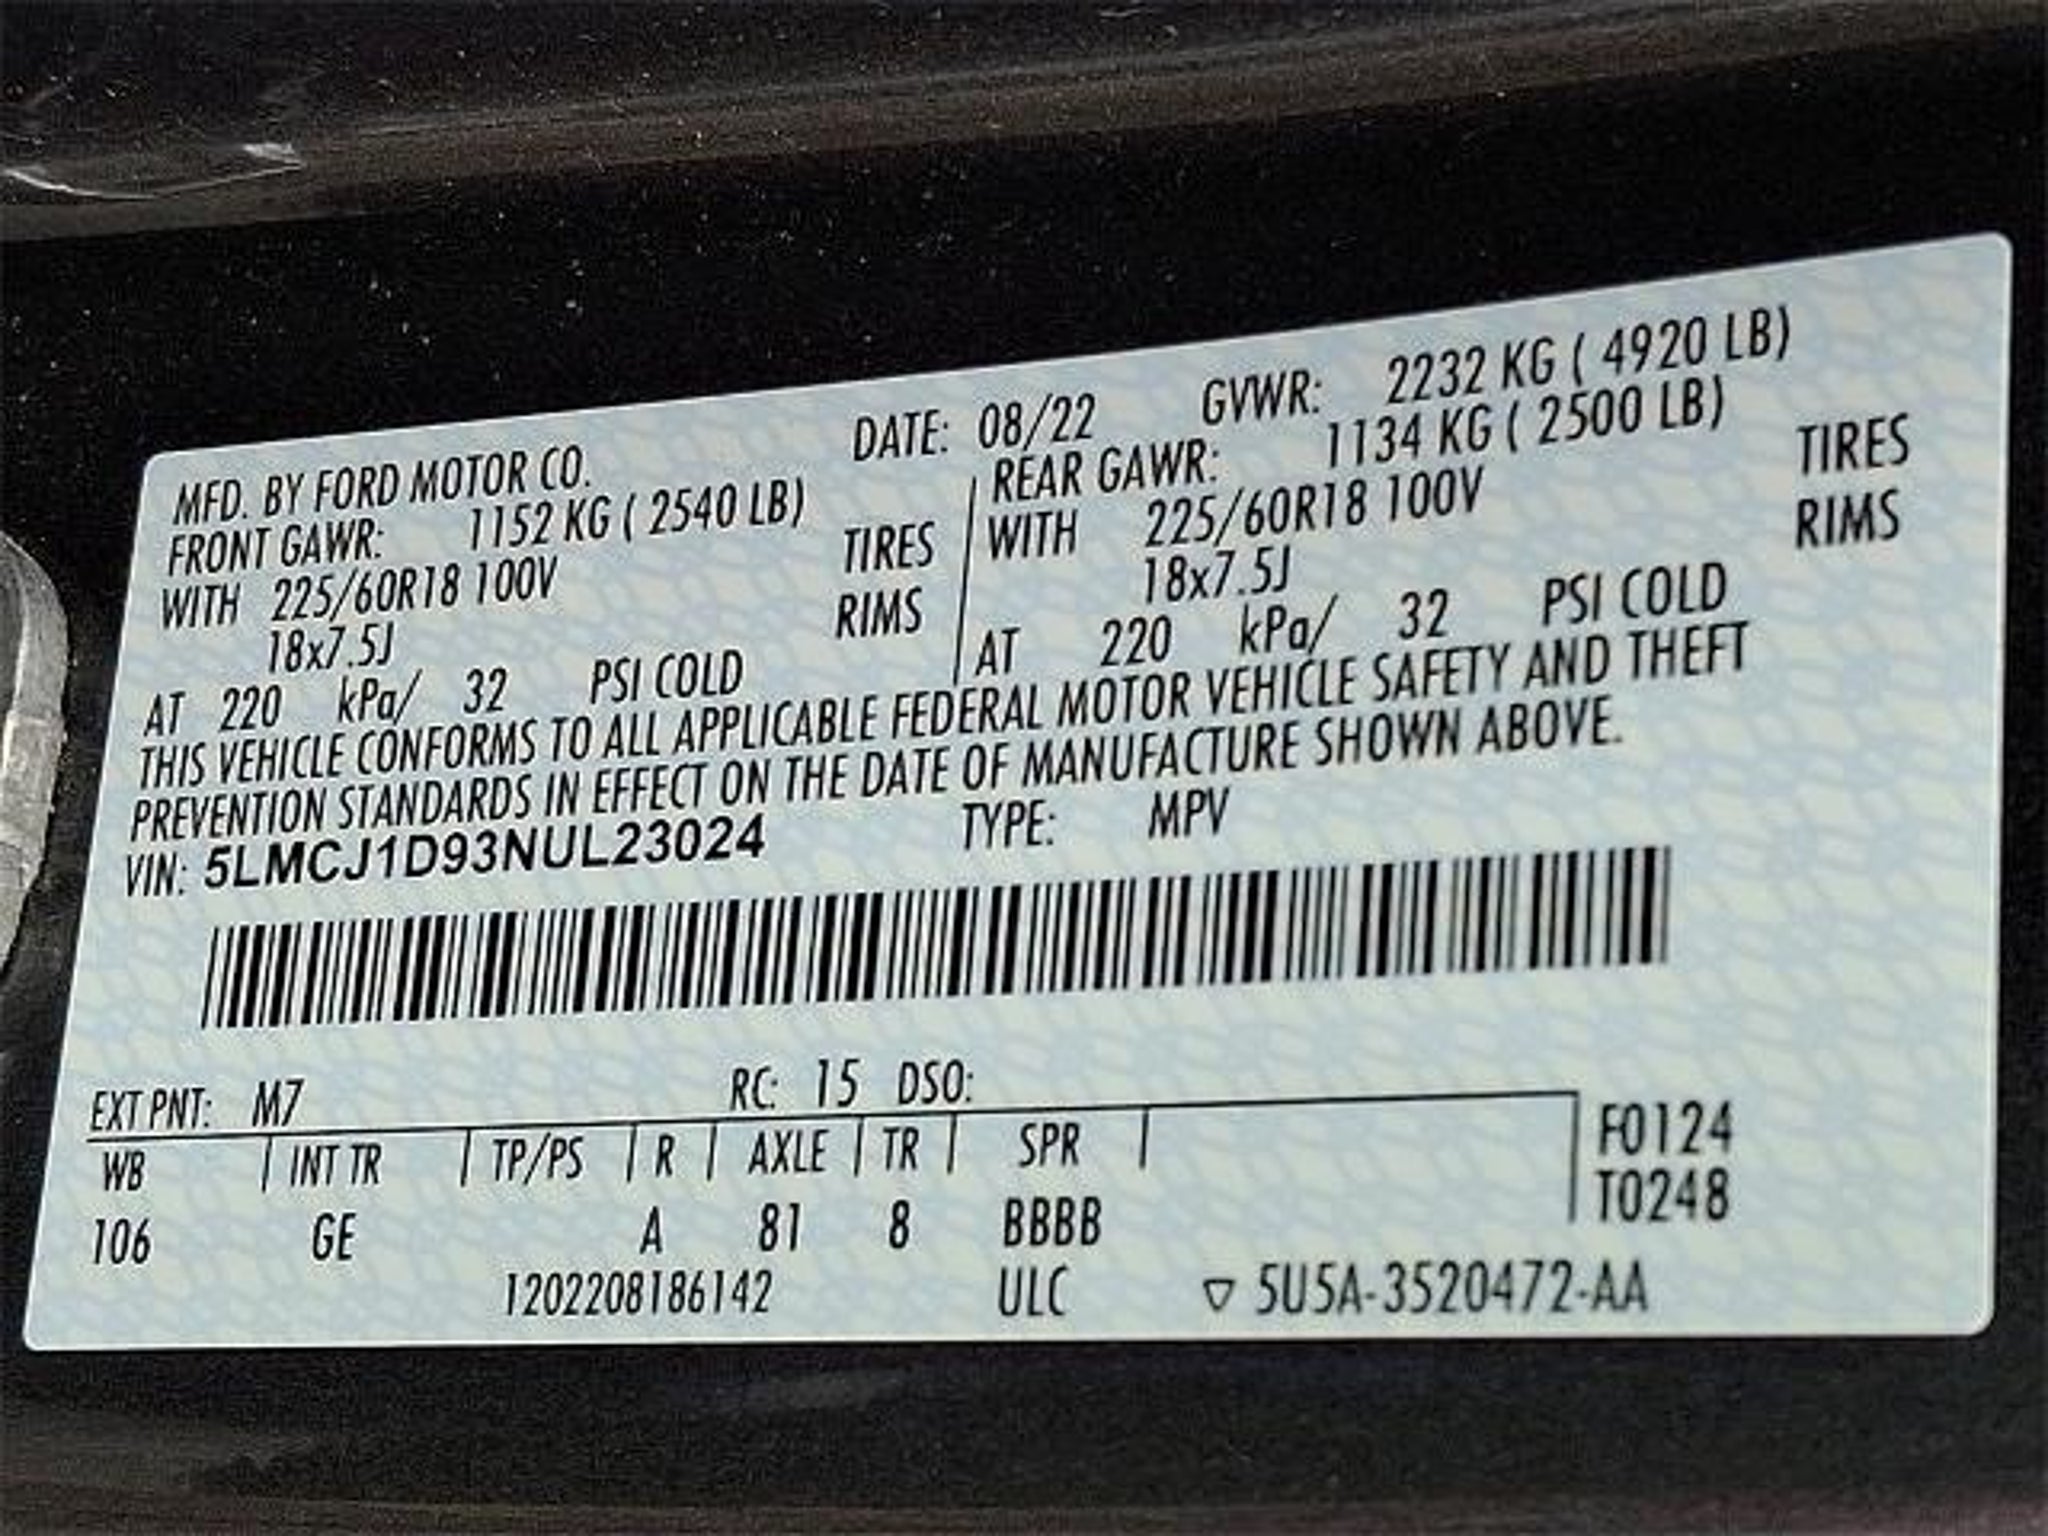 MFD. BY FORD MOTOR CO. DATE: 08/22 GVWR: 2232 KG ( 4920 LB)
FRONT GAWR: 1152 KG ( 2540 LB) REAR GAWR: 1134 KG ( 2500 LB)
WITH 225/60R18 100V TIRES WITH 225/60R18 100V TIRES
18x7.5J RIMS 18x7.5J RIMS
AT 220 kPa/ 32 PSI COLD AT 220 kPa/ 32 PSI COLD
THIS VEHICLE CONFORMS TO ALL APPLICABLE FEDERAL MOTOR VEHICLE SAFETY AND THEFT
PREVENTION STANDARDS IN EFFECT ON THE DATE OF MANUFACTURE SHOWN ABOVE.
VIN: 5LMCJ1D93NUL23024 TYPE: MPV
EXT PNT: M7 RC: 15 DSO:
WB INT TR TP/PS R AXLE TR SPR F0124
T0248
106 GE A 81 8 BBBB
1202208186142 ULC ▽ 5U5A-3520472-AA